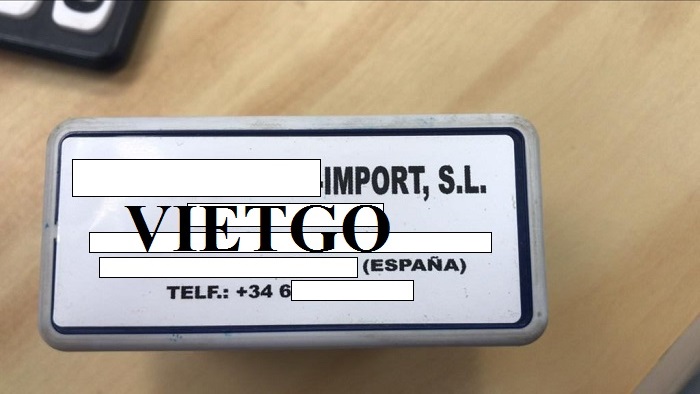 -IMPORT, S.L.
VIETGO
(ESPAÑA)
TELF.: +34 6